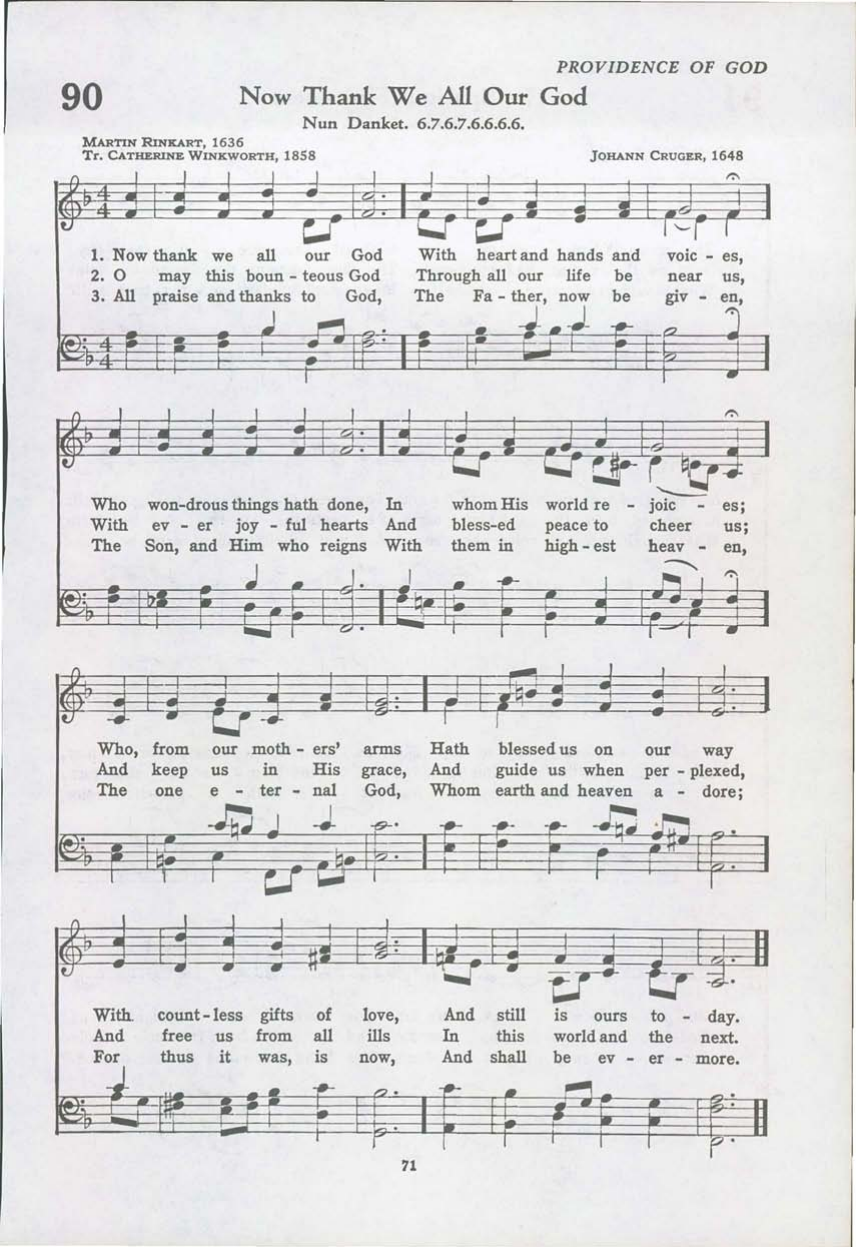 PROVIDENCE OF GOD
90 Now Thank We All Our God
Nun Danket. 6.7.6.7.6.6.6.6.
MARTIN RINKART, 1636
Tr. CATHERINE WINKWORTH, 1858 JOHANN CRUGER, 1648
1. Now thank we all our God With heart and hands and voic - es,
2. O may this boun - teous God Through all our life be near us,
3. All praise and thanks to God, The Fa - ther, now be giv - en,
Who won-drous things hath done, In whom His world re - joic - es;
With ev - er joy - ful hearts And bless-ed peace to cheer us;
The Son, and Him who reigns With them in high - est heav - en,
Who, from our moth - ers' arms Hath blessed us on our way
And keep us in His grace, And guide us when per - plexed,
The one e - ter - nal God, Whom earth and heaven a - dore;
With count - less gifts of love, And still is ours to - day.
And free us from all ills In this world and the next.
For thus it was, is now, And shall be ev - er - more.
71